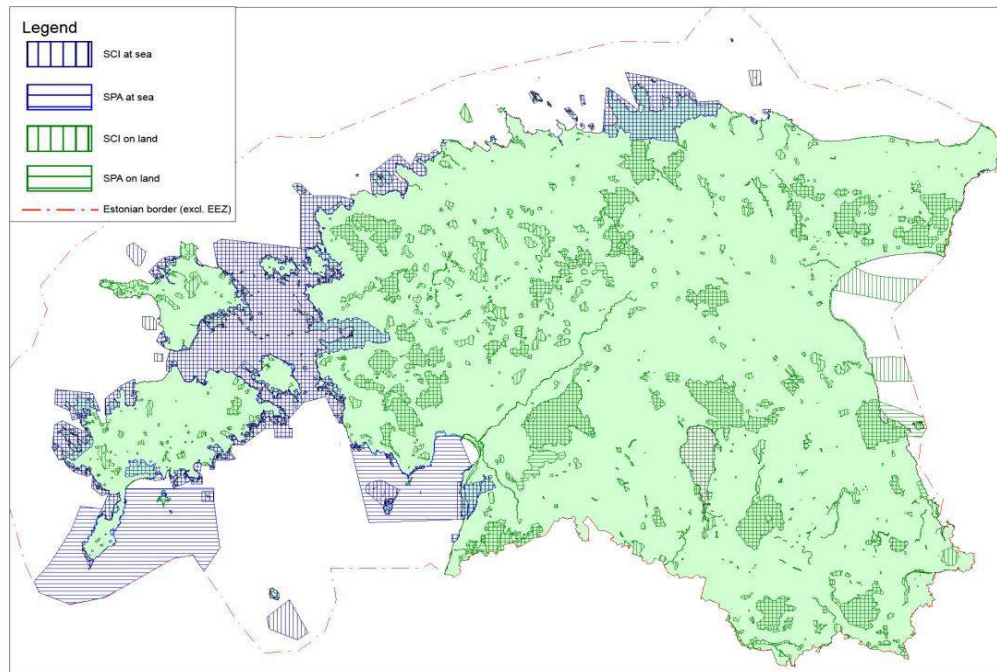 Legend
SCI at sea
SPA at sea
SCI on land
SPA on land
Estonian border (excl. EEZ)